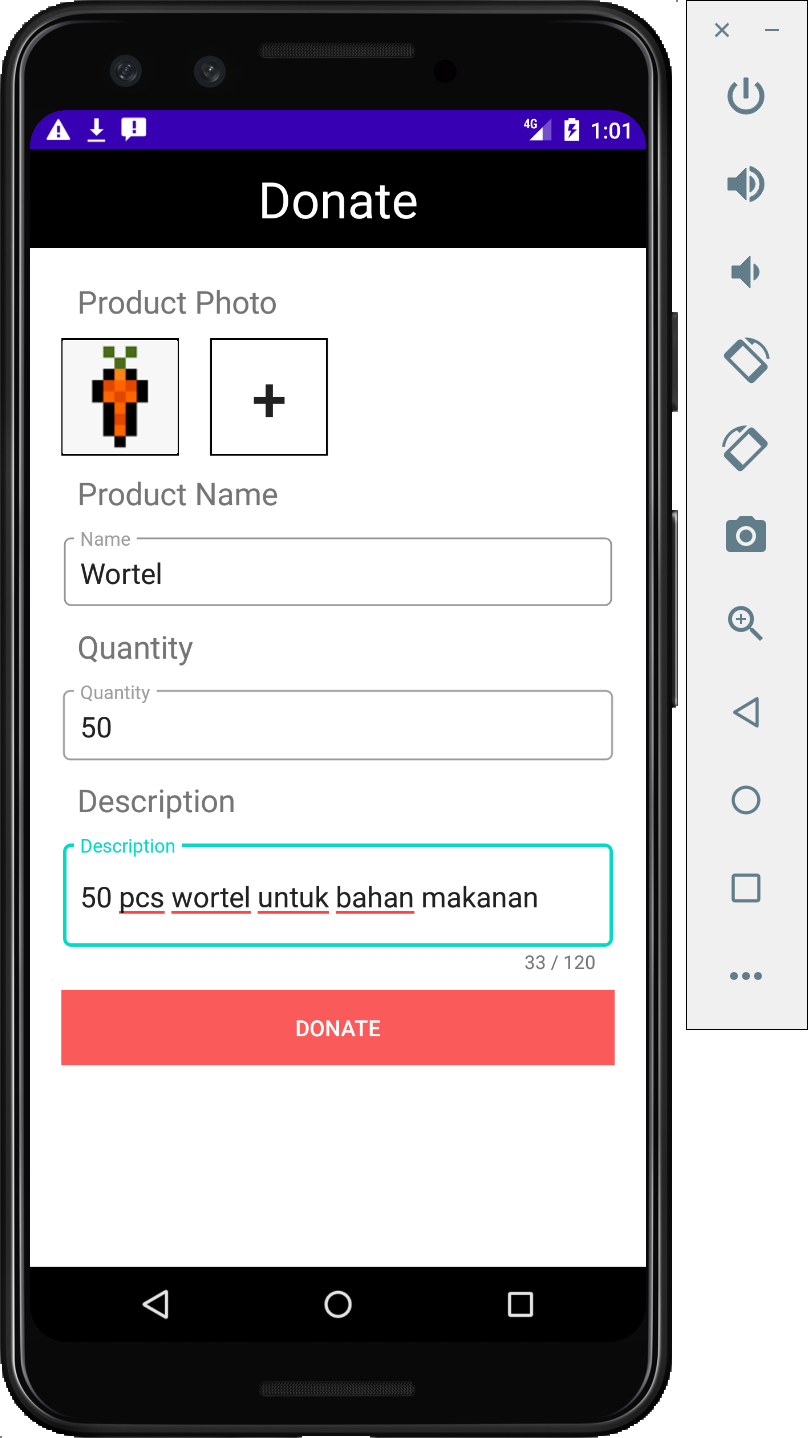 4G 1:01
Donate
Product Photo
+
Product Name
Name
Wortel
Quantity
Quantity
50
Description
Description
50 pcs wortel untuk bahan makanan
33 / 120
DONATE